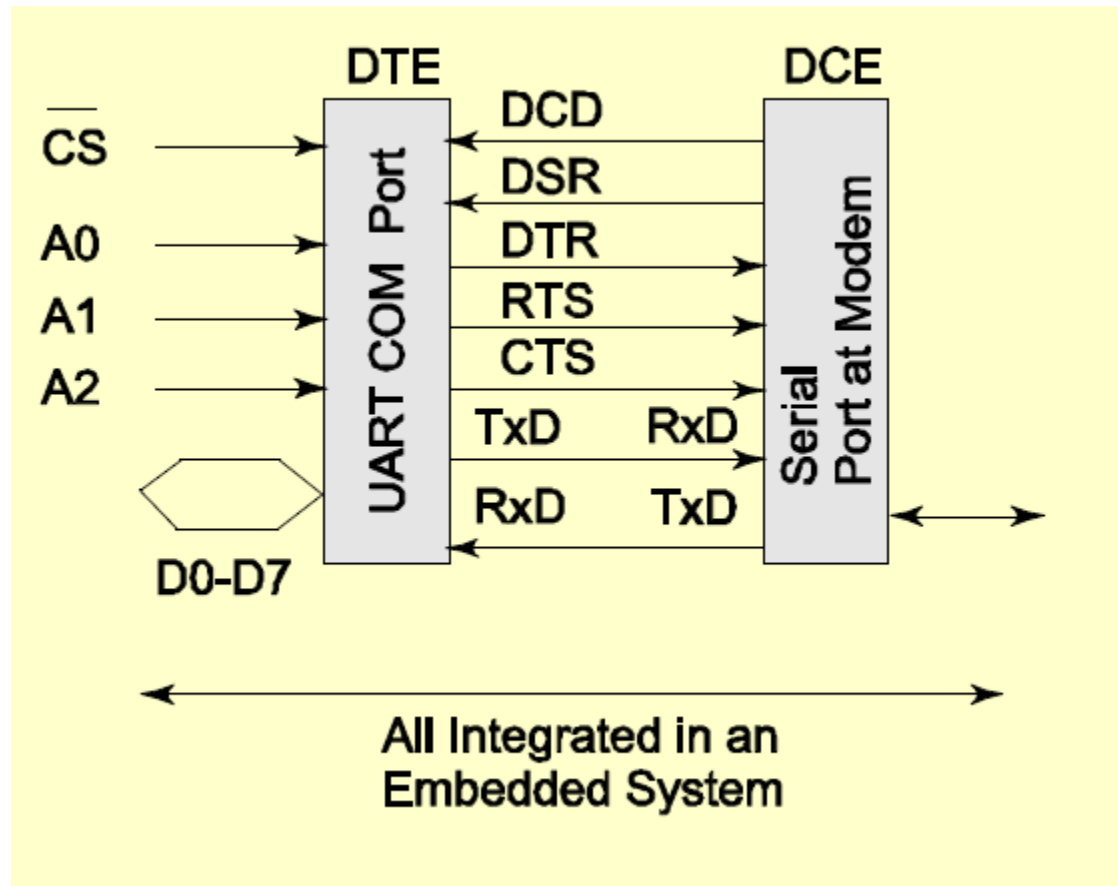 DTE
DCE
CS
A0
A1
A2
D0-D7
UART COM Port
DCD
DSR
DTR
RTS
CTS
TxD RxD
RxD TxD
Serial
Port at Modem
All Integrated in an
Embedded System